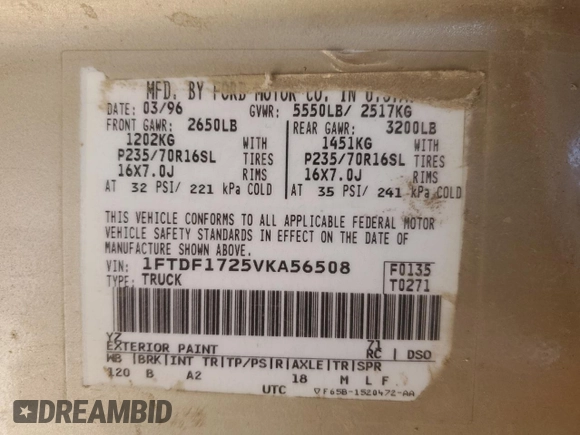 MFD. BY FORD MOTOR CO. IN U.S.A.
DATE: 03/96 GVWR: 5550LB/ 2517KG
FRONT GAWR: 2650LB REAR GAWR: 3200LB
1202KG WITH 1451KG WITH
P235/70R16SL TIRES P235/70R16SL TIRES
16X7.0J RIMS 16X7.0J RIMS
AT 32 PSI/ 221 kPa COLD AT 35 PSI/ 241 kPa COLD
THIS VEHICLE CONFORMS TO ALL APPLICABLE FEDERAL MOTOR
VEHICLE SAFETY STANDARDS IN EFFECT ON THE DATE OF
MANUFACTURE SHOWN ABOVE.
VIN: 1FTDF1725VKA56508 F0135
TYPE: TRUCK T0271
YZ 71
EXTERIOR PAINT RC | DSO
WB |BRK|INT TR|TP/PS|R|AXLE|TR|SPR
120 B A2 18 M L F
UTC ▽F65B-1520472-AA
DREAMBID